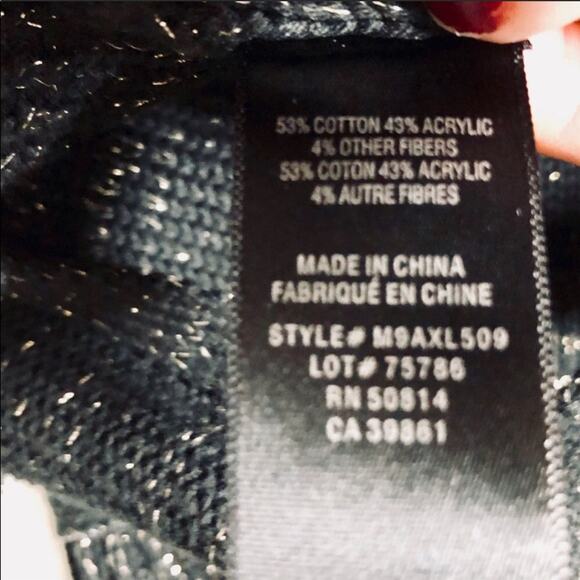 53% COTTON 43% ACRYLIC
4% OTHER FIBERS
53% COTON 43% ACRYLIC
4% AUTRE FIBRES
MADE IN CHINA
FABRIQUÉ EN CHINE
STYLE# M9AXL509
LOT# 75786
RN 50814
CA 39861